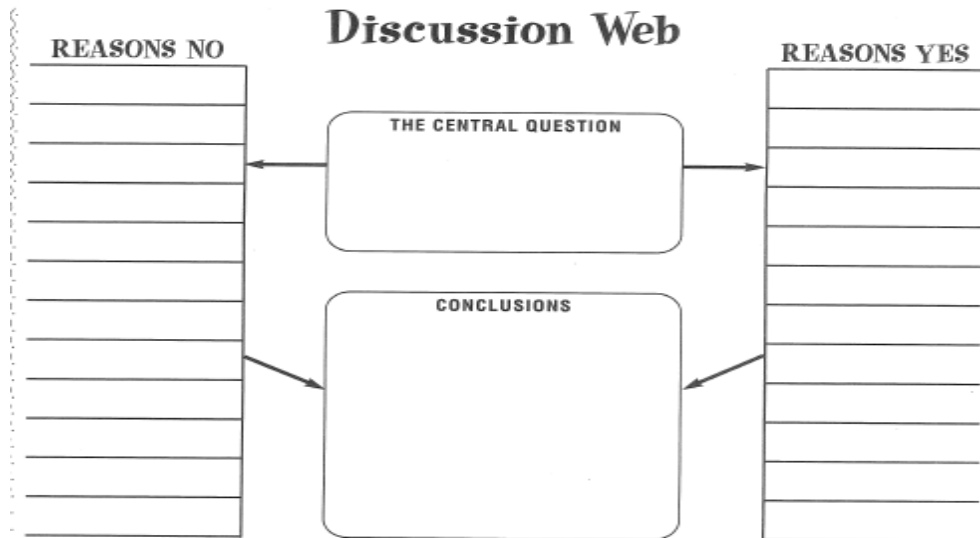 Discussion Web
REASONS NO
REASONS YES
THE CENTRAL QUESTION
CONCLUSIONS